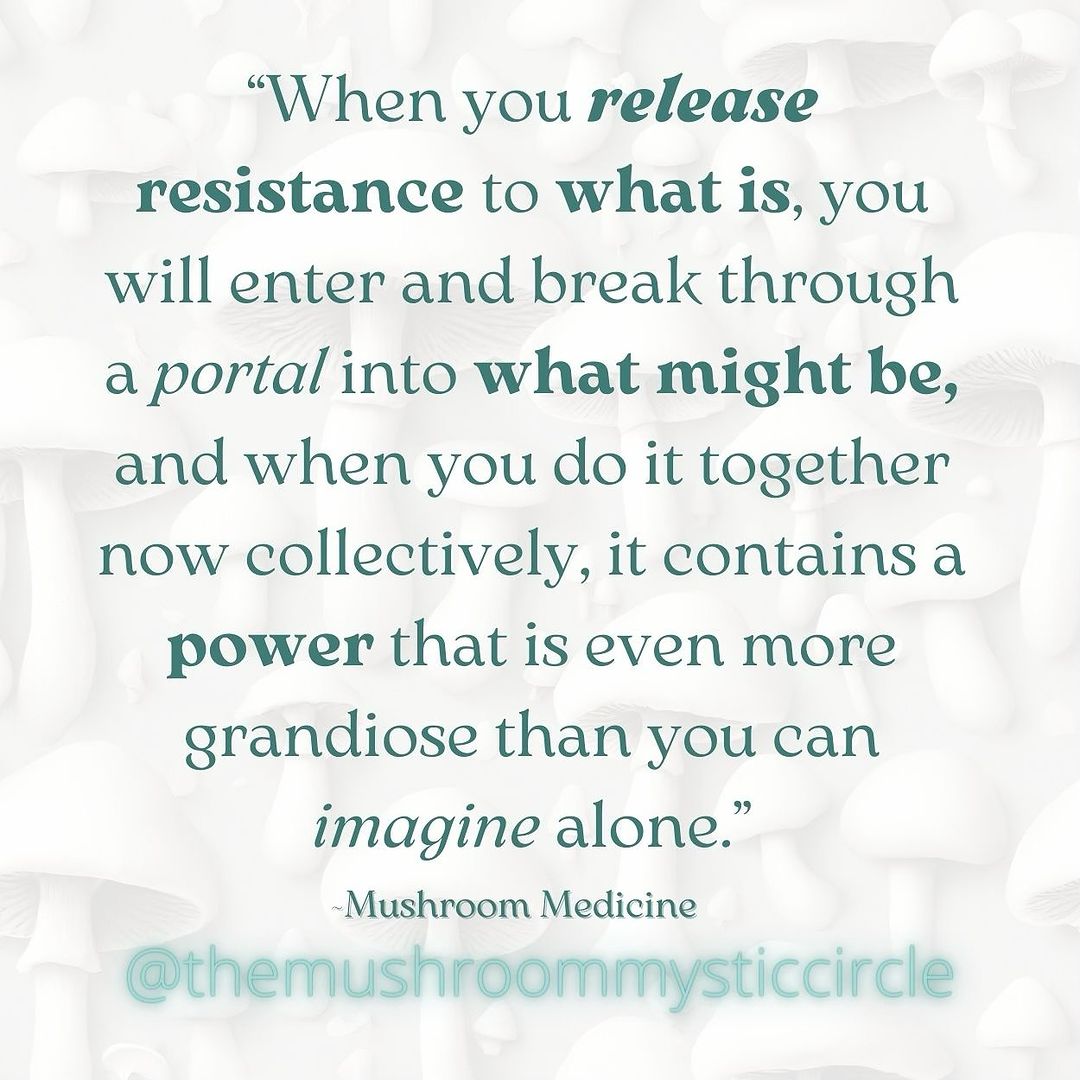 “When you release
resistance to what is, you
will enter and break through
a portal into what might be,
and when you do it together
now collectively, it contains a
power that is even more
grandiose than you can
imagine alone.”
~Mushroom Medicine
@themushroommysticcircle